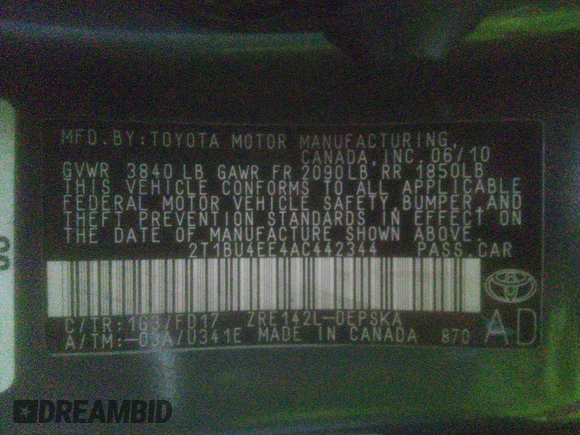 MFD.BY:TOYOTA MOTOR MANUFACTURING,
CANADA,INC.06/10
GVWR 3840LB GAWR FR 2090LB RR 1850LB
THIS VEHICLE CONFORMS TO ALL APPLICABLE
FEDERAL MOTOR VEHICLE SAFETY, BUMPER AND
THEFT PREVENTION STANDARDS IN EFFECT ON
THE DATE OF MANUFACTURE SHOWN ABOVE.
2T1BU4EE4AC442344 PASS.CAR
C/TR:1G3/FD17 ZRE142L-DEPSKA
A/TM:-03A/U341E MADE IN CANADA 870
AD
DREAMBID